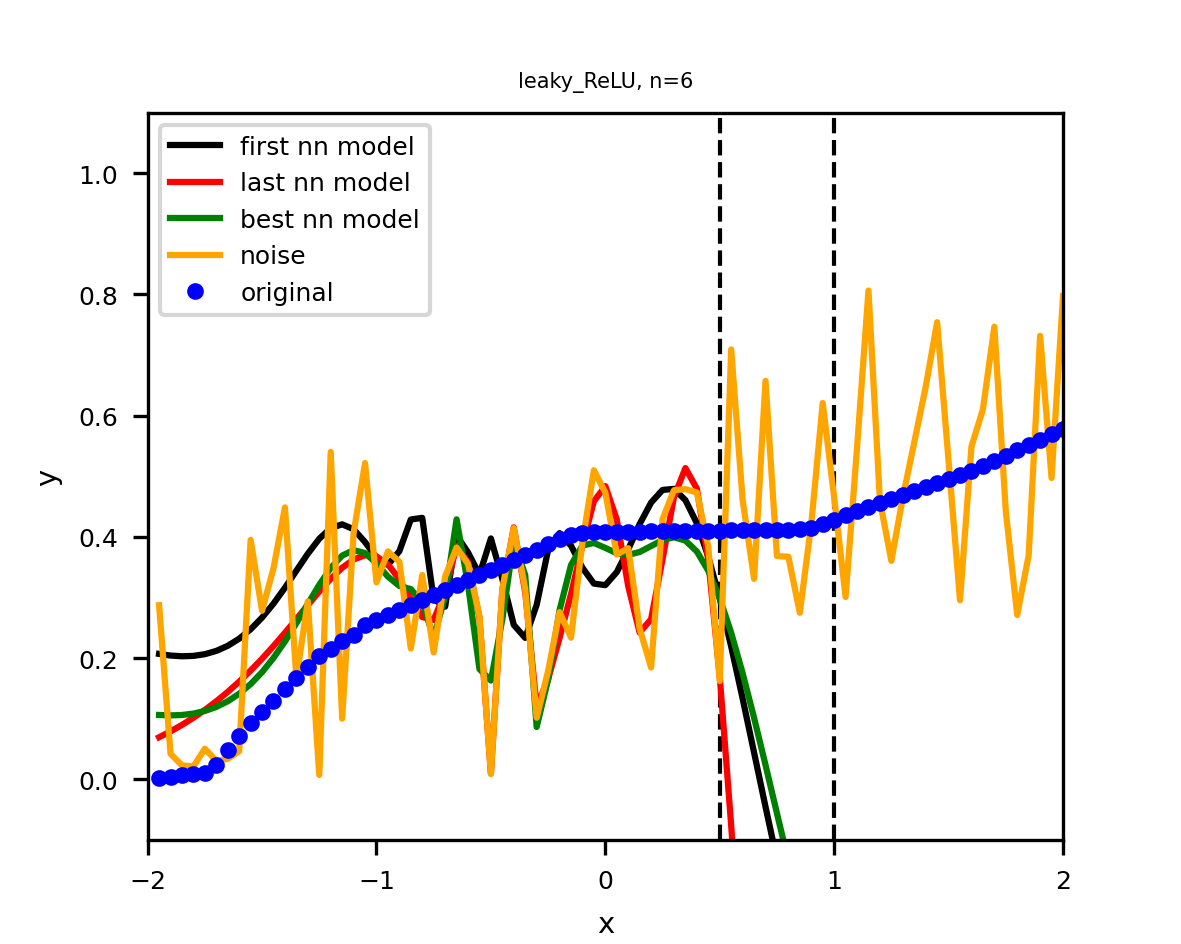 leaky_ReLU, n=6
first nn model
last nn model
best nn model
noise
original
y
1.0
0.8
0.6
0.4
0.2
0.0
−2
−1
0
1
2
x